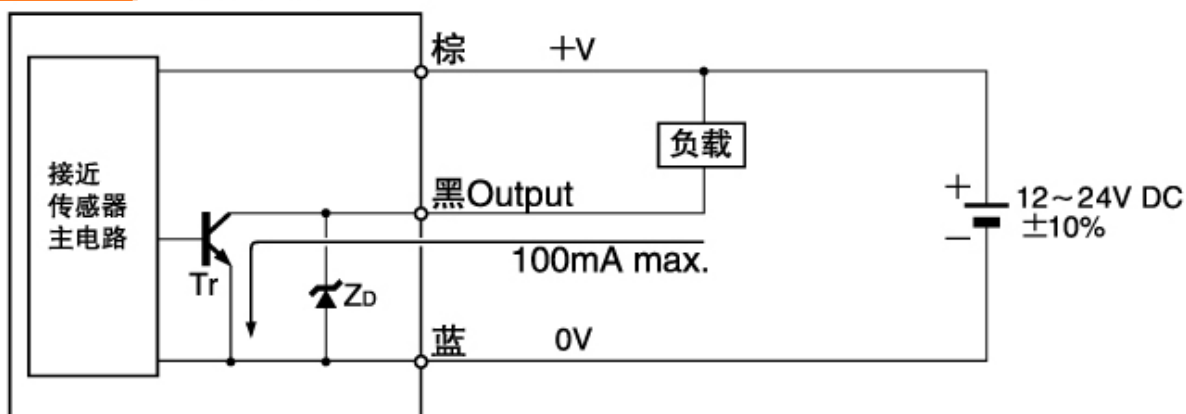 棕 +V
接近
传感器
主电路
负载
黑Output
+
12～24V DC
－
±10%
100mA max.
Tr
ZD
蓝 0V